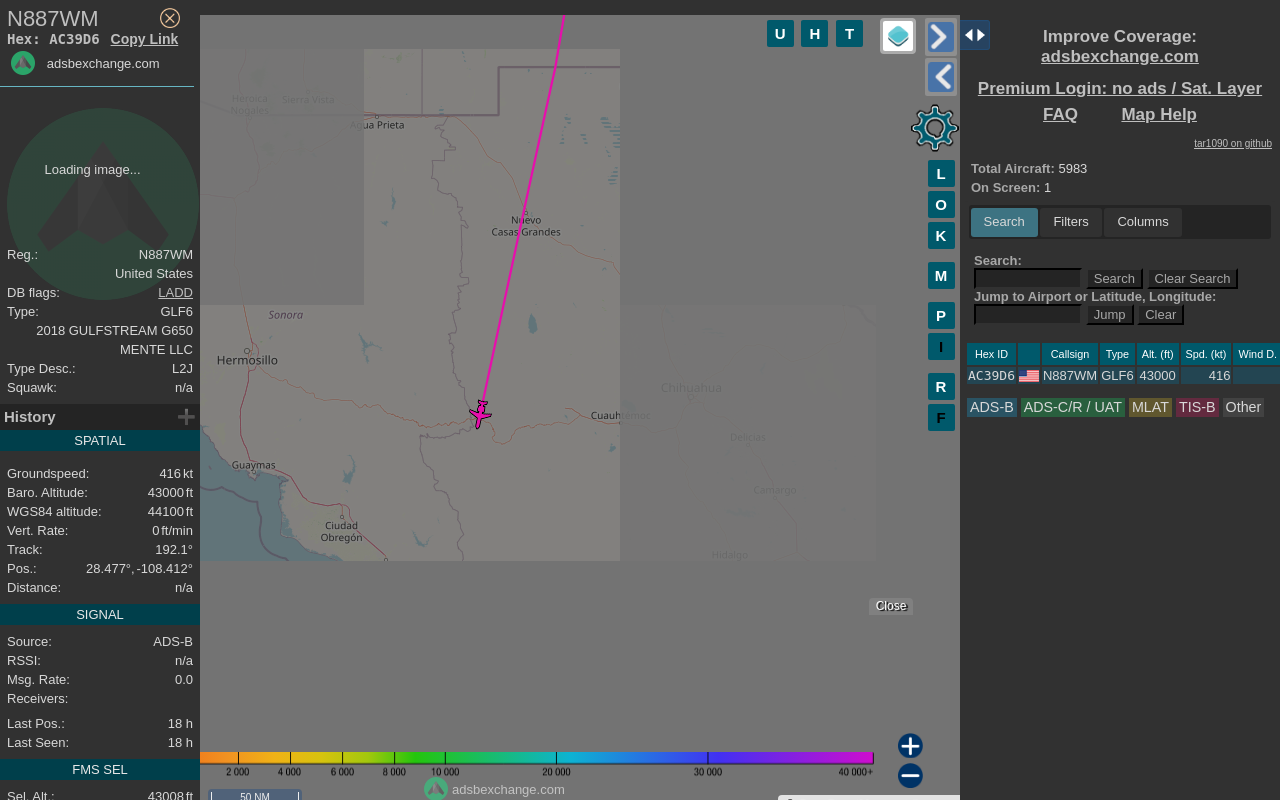 N887WM
Hex: AC39D6 Copy Link
adsbexchange.com
Loading image...
Reg.: N887WM
United States
DB flags: LADD
Type: GLF6
2018 GULFSTREAM G650
MENTE LLC
Type Desc.: L2J
Squawk: n/a
History
SPATIAL
Groundspeed: 416 kt
Baro. Altitude: 43000 ft
WGS84 altitude: 44100 ft
Vert. Rate: 0 ft/min
Track: 192.1°
Pos.: 28.477°, -108.412°
Distance: n/a
SIGNAL
Source: ADS-B
RSSI: n/a
Msg. Rate: 0.0
Receivers:
Last Pos.: 18 h
Last Seen: 18 h
FMS SEL
Sel. Alt.: 43008 ft
U H T
L
O
K
M
P
I
R
F
Heroica
Nogales
Sierra Vista
Agua Prieta
Nuevo
Casas Grandes
Sonora
Hermosillo
Chihuahua
Cuauhtémoc
Delicias
Guaymas
Camargo
Ciudad
Obregón
Hidalgo
Close
2 000 4 000 6 000 8 000 10 000 20 000 30 000 40 000+
adsbexchange.com
50 NM
Improve Coverage:
adsbexchange.com
Premium Login: no ads / Sat. Layer
FAQ Map Help
tar1090 on github
Total Aircraft: 5983
On Screen: 1
Search Filters Columns
Search:
Search Clear Search
Jump to Airport or Latitude, Longitude:
Jump Clear
Hex ID Callsign Type Alt. (ft) Spd. (kt) Wind D.
AC39D6 N887WM GLF6 43000 416
ADS-B ADS-C/R / UAT MLAT TIS-B Other